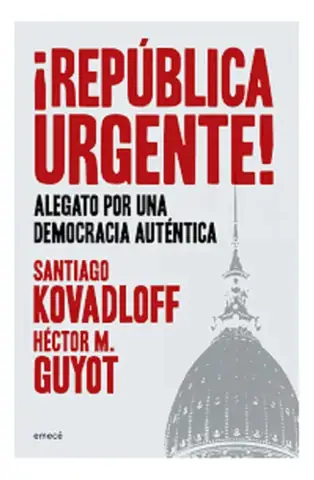 ¡REPÚBLICA
URGENTE!
ALEGATO POR UNA
DEMOCRACIA AUTÉNTICA
SANTIAGO
KOVADLOFF
HÉCTOR M.
GUYOT
emecé